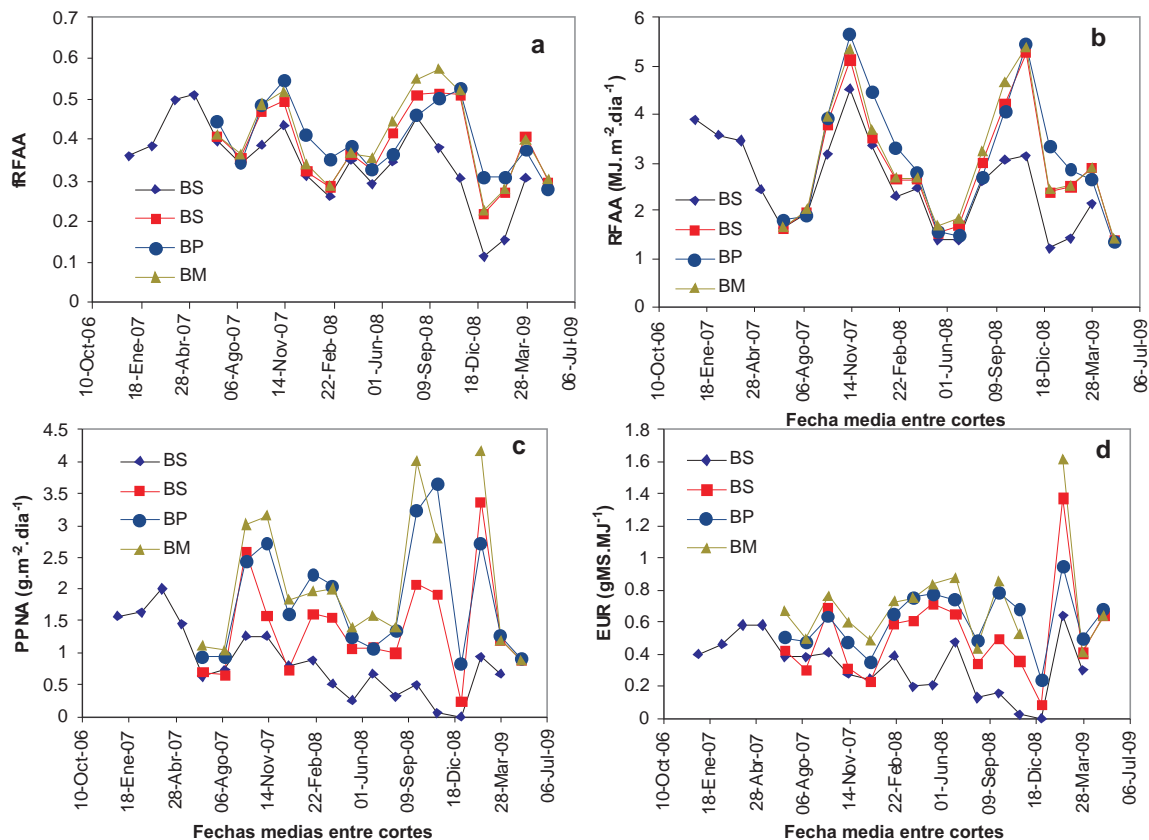 a
0.7
0.6
0.5
0.4
0.3
0.2
0.1
0
fRFAA
BS
BS
BP
BM
10-Oct-06
18-Ene-07
28-Abr-07
06-Ago-07
14-Nov-07
22-Feb-08
01-Jun-08
09-Sep-08
18-Dic-08
28-Mar-09
06-Jul-09
b
6
5
4
3
2
1
0
RFAA (MJ.m-2.dia-1)
BS
BS
BP
BM
10-Oct-06
18-Ene-07
28-Abr-07
06-Ago-07
14-Nov-07
22-Feb-08
01-Jun-08
09-Sep-08
18-Dic-08
28-Mar-09
06-Jul-09
Fecha media entre cortes
c
4.5
4
3.5
3
2.5
2
1.5
1
0.5
0
PPNA (g.m-2.dia-1)
BS
BS
BP
BM
10-Oct-06
18-Ene-07
28-Abr-07
06-Ago-07
14-Nov-07
22-Feb-08
01-Jun-08
09-Sep-08
18-Dic-08
28-Mar-09
06-Jul-09
Fechas medias entre cortes
d
1.8
1.6
1.4
1.2
1
0.8
0.6
0.4
0.2
0
EUR (gMS.MJ-1)
BS
BS
BP
BM
10-Oct-06
18-Ene-07
28-Abr-07
06-Ago-07
14-Nov-07
22-Feb-08
01-Jun-08
09-Sep-08
18-Dic-08
28-Mar-09
06-Jul-09
Fecha media entre cortes